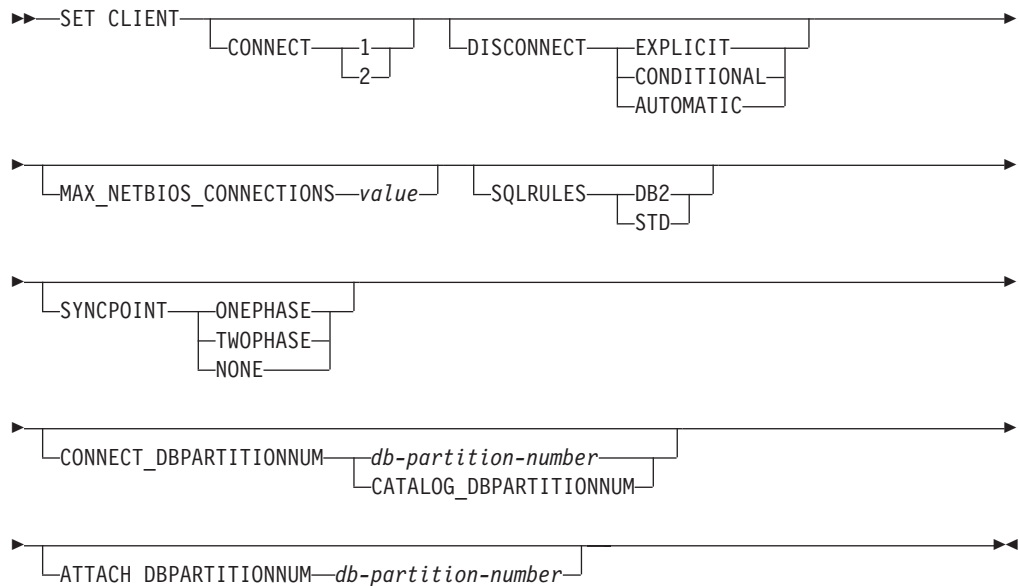 SET CLIENT
CONNECT 1 DISCONNECT EXPLICIT
2 CONDITIONAL
AUTOMATIC
MAX_NETBIOS_CONNECTIONS value SQLRULES DB2
STD
SYNCPOINT ONEPHASE
TWOPHASE
NONE
CONNECT_DBPARTITIONNUM db-partition-number
CATALOG_DBPARTITIONNUM
ATTACH_DBPARTITIONNUM db-partition-number